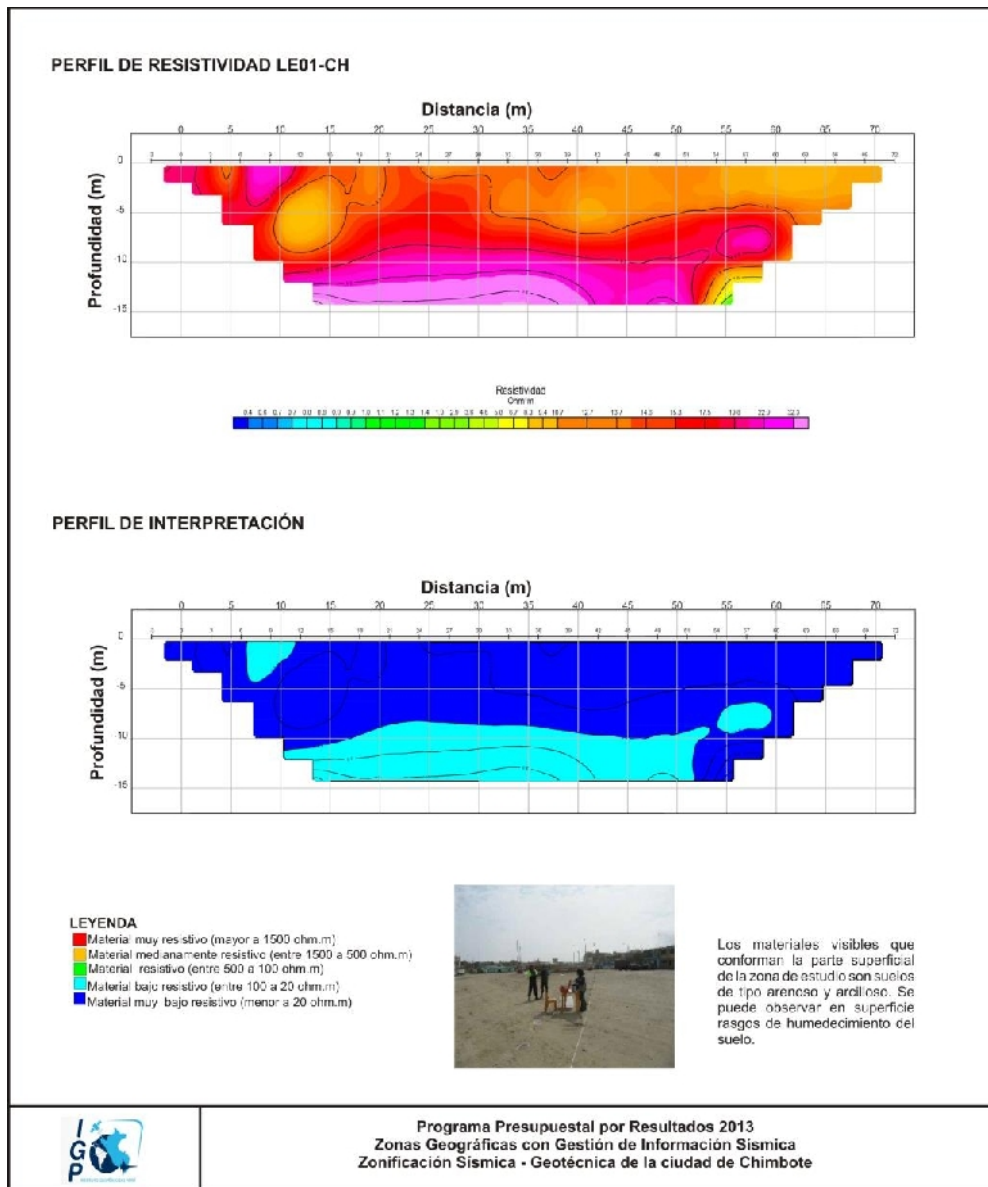 PERFIL DE RESISTIVIDAD LE01-CH
Distancia (m)
0 5 10 15 20 25 30 35 40 45 50 55 60 65 70
Profundidad (m)
0
-5
-10
-15
Resistividad
Ohm/m
PERFIL DE INTERPRETACIÓN
Distancia (m)
0 5 10 15 20 25 30 35 40 45 50 55 60 65 70
Profundidad (m)
0
-5
-10
-15
LEYENDA
Material muy resistivo (mayor a 1500 ohm.m)
Material medianamente resistivo (entre 1500 a 500 ohm.m)
Material resistivo (entre 500 a 100 ohm.m)
Material bajo resistivo (entre 100 a 20 ohm.m)
Material muy bajo resistivo (menor a 20 ohm.m)
Los materiales visibles que
conforman la parte superficial
de la zona de estudio son suelos
de tipo arenoso y arcilloso. Se
puede observar en superficie
rasgos de humedecimiento del
suelo.
I
G
P
Programa Presupuestal por Resultados 2013
Zonas Geográficas con Gestión de Información Sísmica
Zonificación Sísmica - Geotécnica de la ciudad de Chimbote